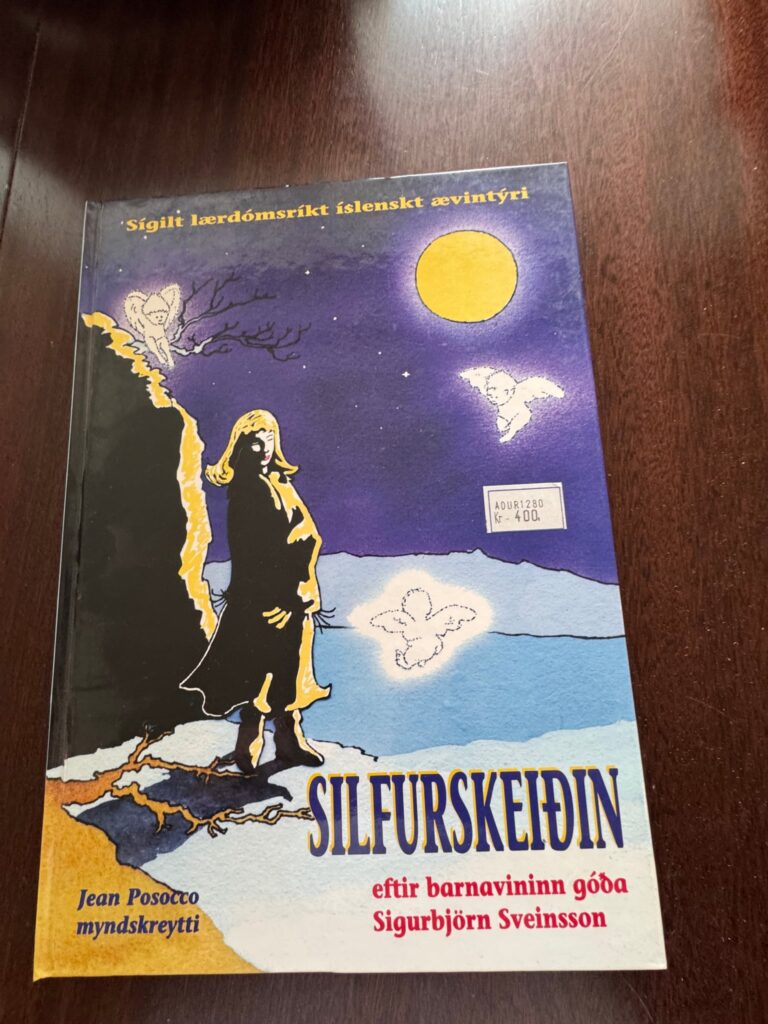 Sígilt lærdómsríkt íslenskt ævintýri
ADUR1280
Kr - 400.
SILFURSKEIÐIN
eftir barnavininn góða
Sigurbjörn Sveinsson
Jean Posocco
myndskreytti